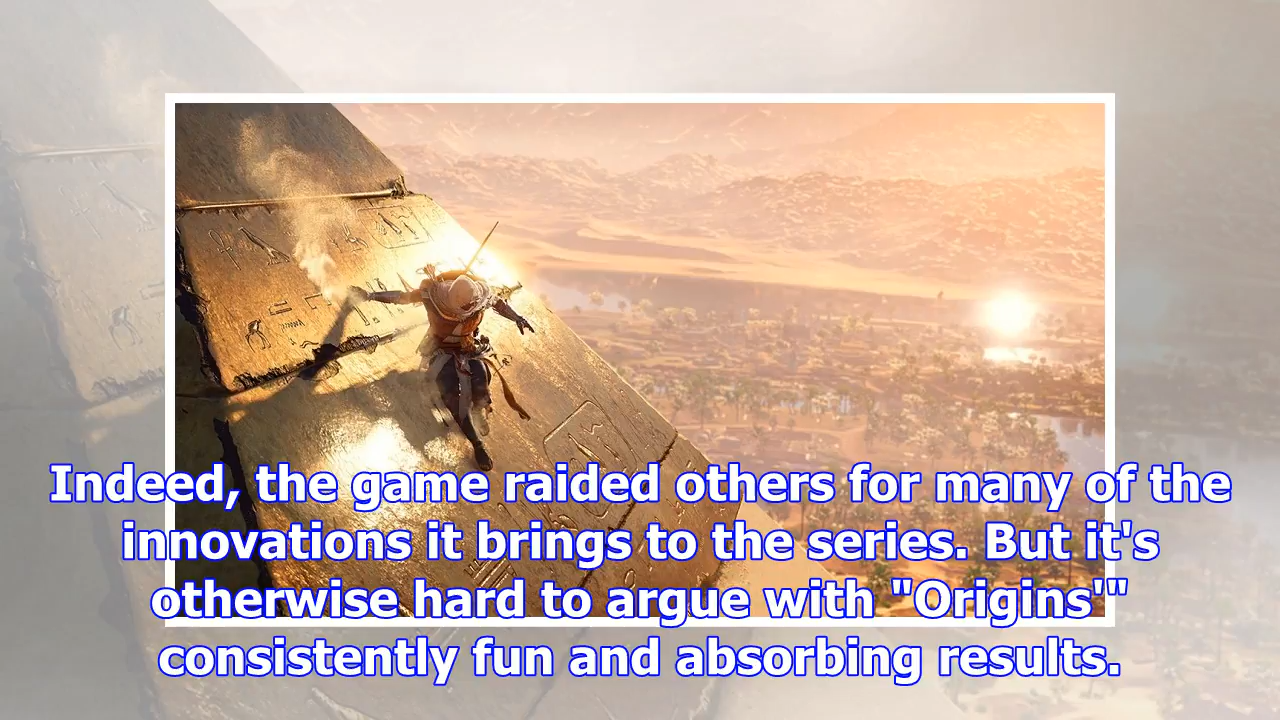 Indeed, the game raided others for many of the
innovations it brings to the series. But it's
otherwise hard to argue with "Origins'"
consistently fun and absorbing results.